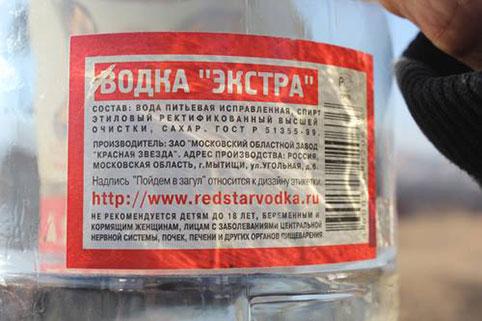 ВОДКА "ЭКСТРА"
СОСТАВ: ВОДА ПИТЬЕВАЯ ИСПРАВЛЕННАЯ, СПИРТ
ЭТИЛОВЫЙ РЕКТИФИКОВАННЫЙ ВЫСШЕЙ
ОЧИСТКИ, САХАР. ГОСТ Р 51355-99.
ПРОИЗВОДИТЕЛЬ: ЗАО "МОСКОВСКИЙ ОБЛАСТНОЙ ЗАВОД
"КРАСНАЯ ЗВЕЗДА". АДРЕС ПРОИЗВОДСТВА: РОССИЯ,
МОСКОВСКАЯ ОБЛАСТЬ, г.МЫТИЩИ, ул.УГОЛЬНАЯ, д.6.
Надпись "Пойдем в загул" относится к дизайну этикетки.
http://www.redstarvodka.ru
НЕ РЕКОМЕНДУЕТСЯ ДЕТЯМ ДО 18 ЛЕТ, БЕРЕМЕННЫМ И
КОРМЯЩИМ ЖЕНЩИНАМ, ЛИЦАМ С ЗАБОЛЕВАНИЯМИ ЦЕНТРАЛЬНОЙ
НЕРВНОЙ СИСТЕМЫ, ПОЧЕК, ПЕЧЕНИ И ДРУГИХ ОРГАНОВ ПИЩЕВАРЕНИЯ